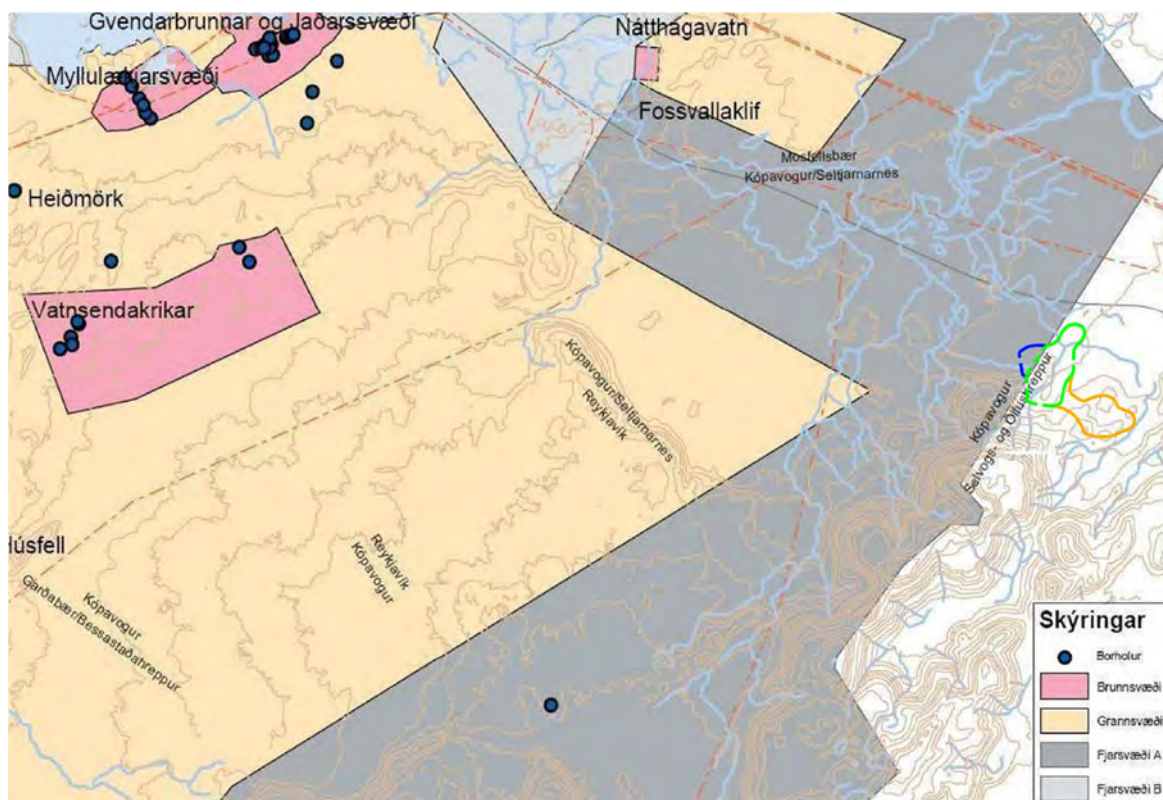 Gvendarbrunnar og Jaðarssvæði
Nátthagavatn
Myllulækjarsvæði
Fossvallaklif
Mosfellsbær
Kópavogur/Seltjarnarnes
Heiðmörk
Vatnsendakrikar
Kópavogur/Seltjarnarnes
Reykjavík
Kópavogur
Selvogs- og Ölfushreppur
Húsfell
Reykjavík
Kópavogur
Kópavogur
Garðabær/Bessastaðahreppur
Skýringar
Borholur
Brunnsvæði
Grannsvæði
Fjarsvæði A
Fjarsvæði B